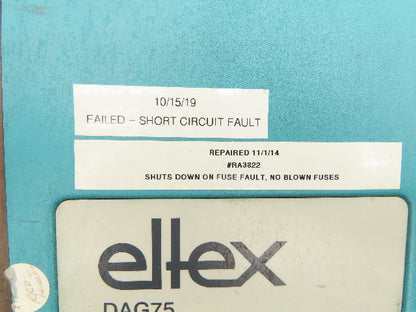 10/15/19
FAILED – SHORT CIRCUIT FAULT
REPAIRED 11/1/14
#RA3822
SHUTS DOWN ON FUSE FAULT, NO BLOWN FUSES
eltex
DAG75